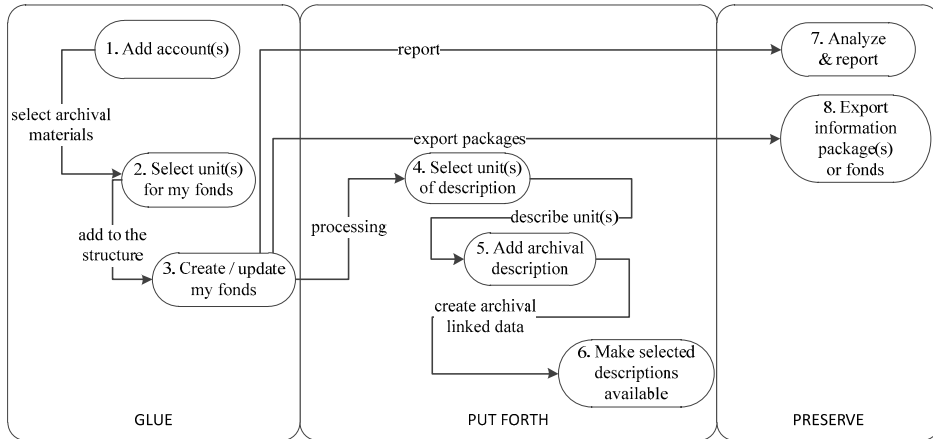 1. Add account(s)
select archival
materials
2. Select unit(s)
for my fonds
add to the
structure
3. Create / update
my fonds
GLUE
report
export packages
processing
4. Select unit(s)
of description
describe unit(s)
5. Add archival
description
create archival
linked data
6. Make selected
descriptions
available
PUT FORTH
7. Analyze
& report
8. Export
information
package(s)
or fonds
PRESERVE